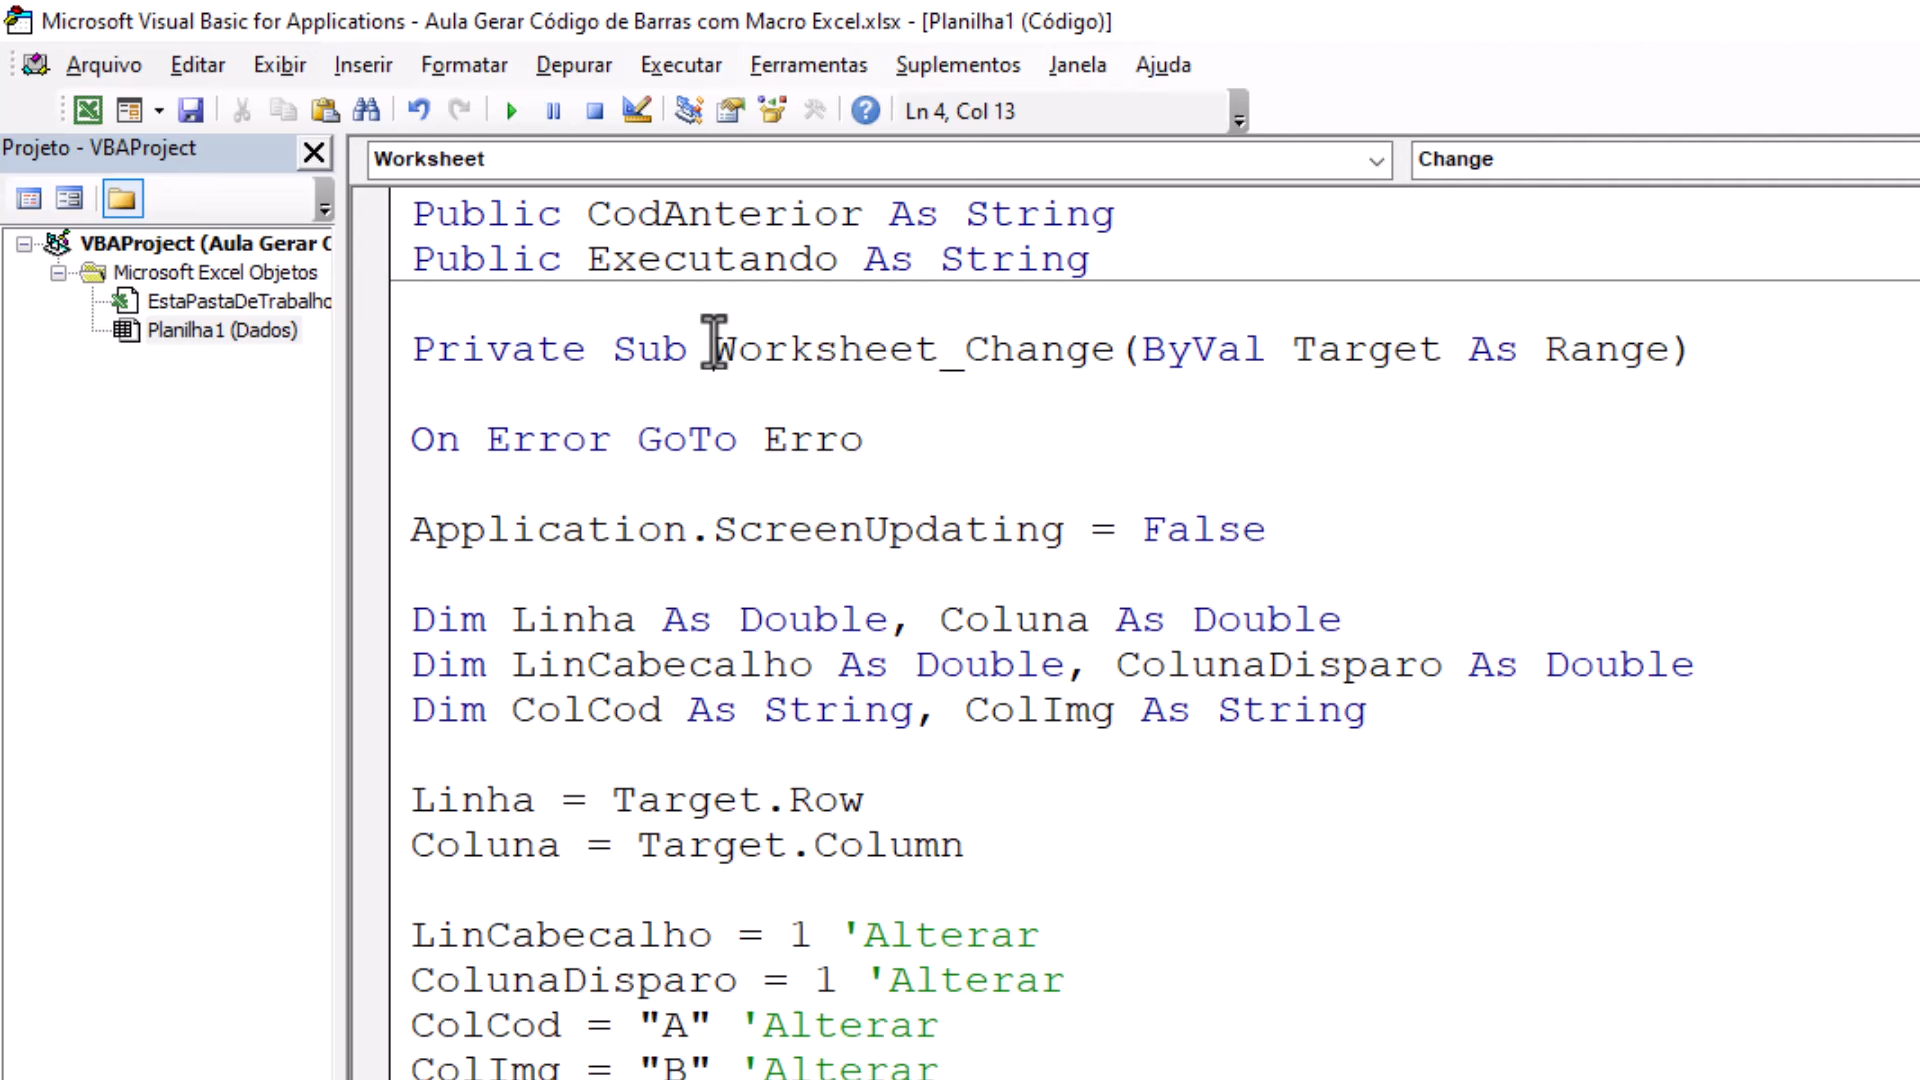 Microsoft Visual Basic for Applications - Aula Gerar Código de Barras com Macro Excel.xlsx - [Planilha1 (Código)]
Arquivo Editar Exibir Inserir Formatar Depurar Executar Ferramentas Suplementos Janela Ajuda
Ln 4, Col 13
Projeto - VBAProject
Worksheet
Change
VBAProject (Aula Gerar C
Microsoft Excel Objetos
EstaPastaDeTrabalho
Planilha1 (Dados)
Public CodAnterior As String
Public Executando As String
Private Sub Worksheet_Change(ByVal Target As Range)
On Error GoTo Erro
Application.ScreenUpdating = False
Dim Linha As Double, Coluna As Double
Dim LinCabecalho As Double, ColunaDisparo As Double
Dim ColCod As String, ColImg As String
Linha = Target.Row
Coluna = Target.Column
LinCabecalho = 1 'Alterar
ColunaDisparo = 1 'Alterar
ColCod = "A" 'Alterar
ColImg = "B" 'Alterar